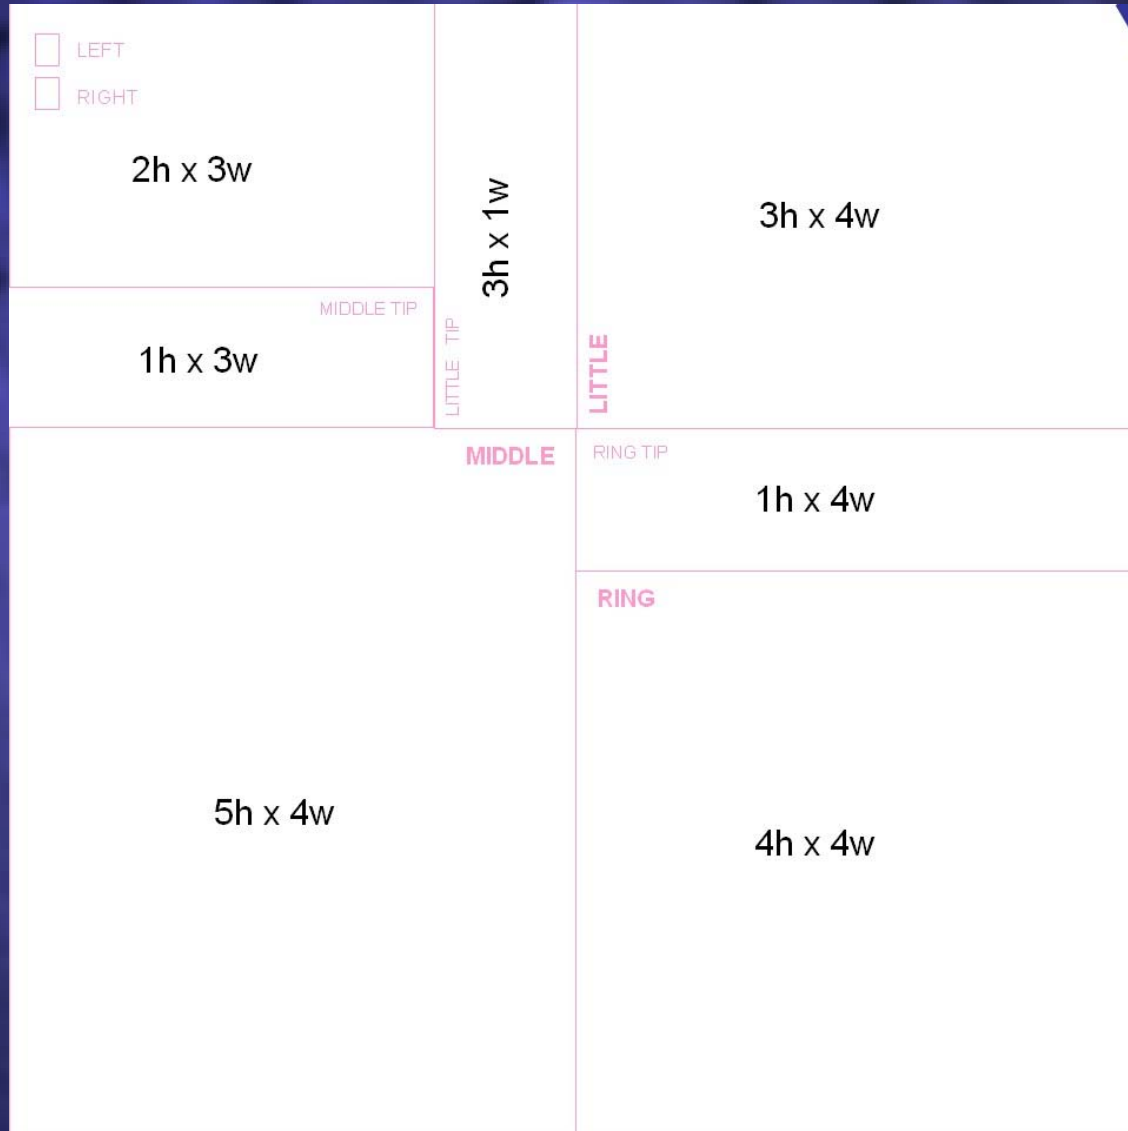 LEFT
RIGHT
2h x 3w
MIDDLE TIP
1h x 3w
3h x 1w
LITTLE TIP
3h x 4w
LITTLE
MIDDLE
5h x 4w
RING TIP
1h x 4w
RING
4h x 4w